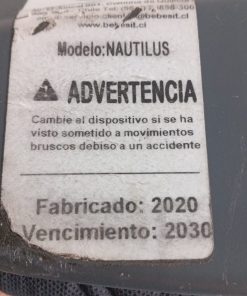 www.bebesit.cl
Modelo:NAUTILUS
ADVERTENCIA
Cambie el dispositivo si se ha
visto sometido a movimientos
bruscos debiso a un accidente
Fabricado: 2020
Vencimiento: 2030